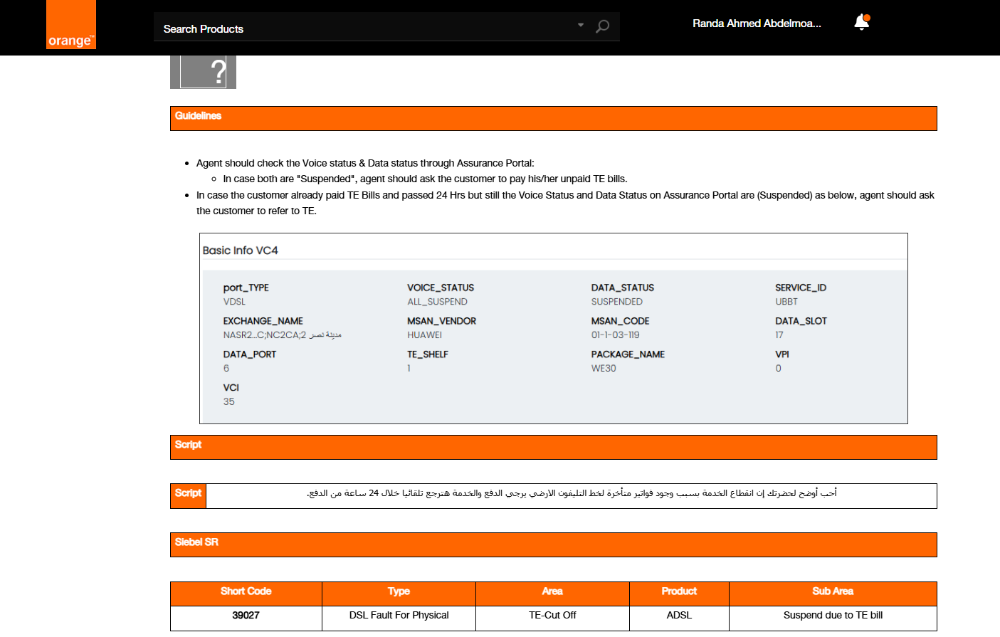 orange™
Search Products
Randa Ahmed Abdelmoa...
?
Guidelines
Agent should check the Voice status & Data status through Assurance Portal:
In case both are "Suspended", agent should ask the customer to pay his/her unpaid TE bills.
In case the customer already paid TE Bills and passed 24 Hrs but still the Voice Status and Data Status on Assurance Portal are (Suspended) as below, agent should ask
the customer to refer to TE.
Basic Info VC4
port_TYPE VOICE_STATUS DATA_STATUS SERVICE_ID
VDSL ALL_SUSPEND SUSPENDED UBBT
EXCHANGE_NAME MSAN_VENDOR MSAN_CODE DATA_SLOT
NASR2...C;NC2CA;2 مدينة نصر HUAWEI 01-1-03-119 17
DATA_PORT TE_SHELF PACKAGE_NAME VPI
6 1 WE30 0
VCI
35
Script
Script أحب أوضح لحضرتك إن انقطاع الخدمة بسبب وجود فواتير متأخرة لخط التليفون الارضي يرجي الدفع والخدمة هترجع تلقائيا خلال 24 ساعة من الدفع.
Siebel SR
Short Code Type Area Product Sub Area
39027 DSL Fault For Physical TE-Cut Off ADSL Suspend due to TE bill